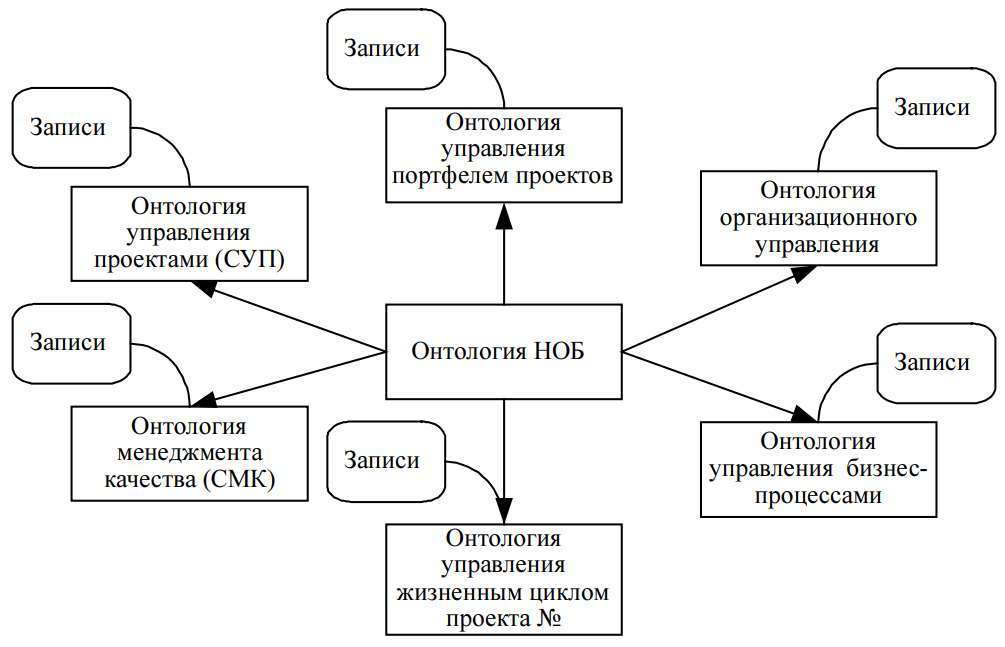 Записи
Онтология
управления
портфелем проектов
Записи
Онтология
организационного
управления
Записи
Онтология
управления
проектами (СУП)
Онтология НОБ
Записи
Онтология
менеджмента
качества (СМК)
Записи
Онтология
управления бизнес-
процессами
Записи
Онтология
управления
жизненным циклом
проекта №